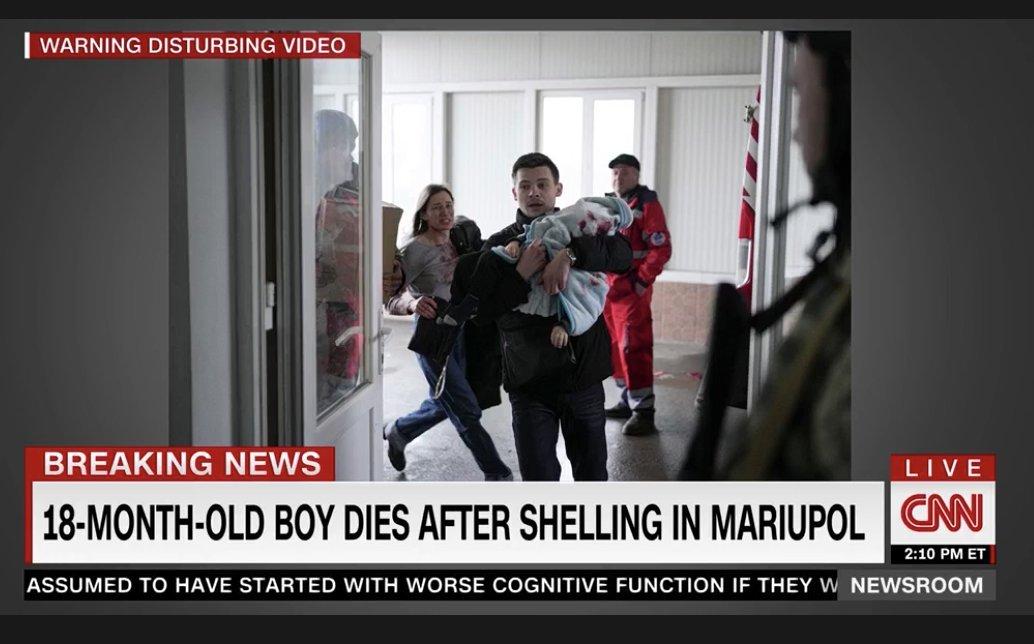 WARNING DISTURBING VIDEO
BREAKING NEWS
18-MONTH-OLD BOY DIES AFTER SHELLING IN MARIUPOL
LIVE
CNN
2:10 PM ET
ASSUMED TO HAVE STARTED WITH WORSE COGNITIVE FUNCTION IF THEY W
NEWSROOM